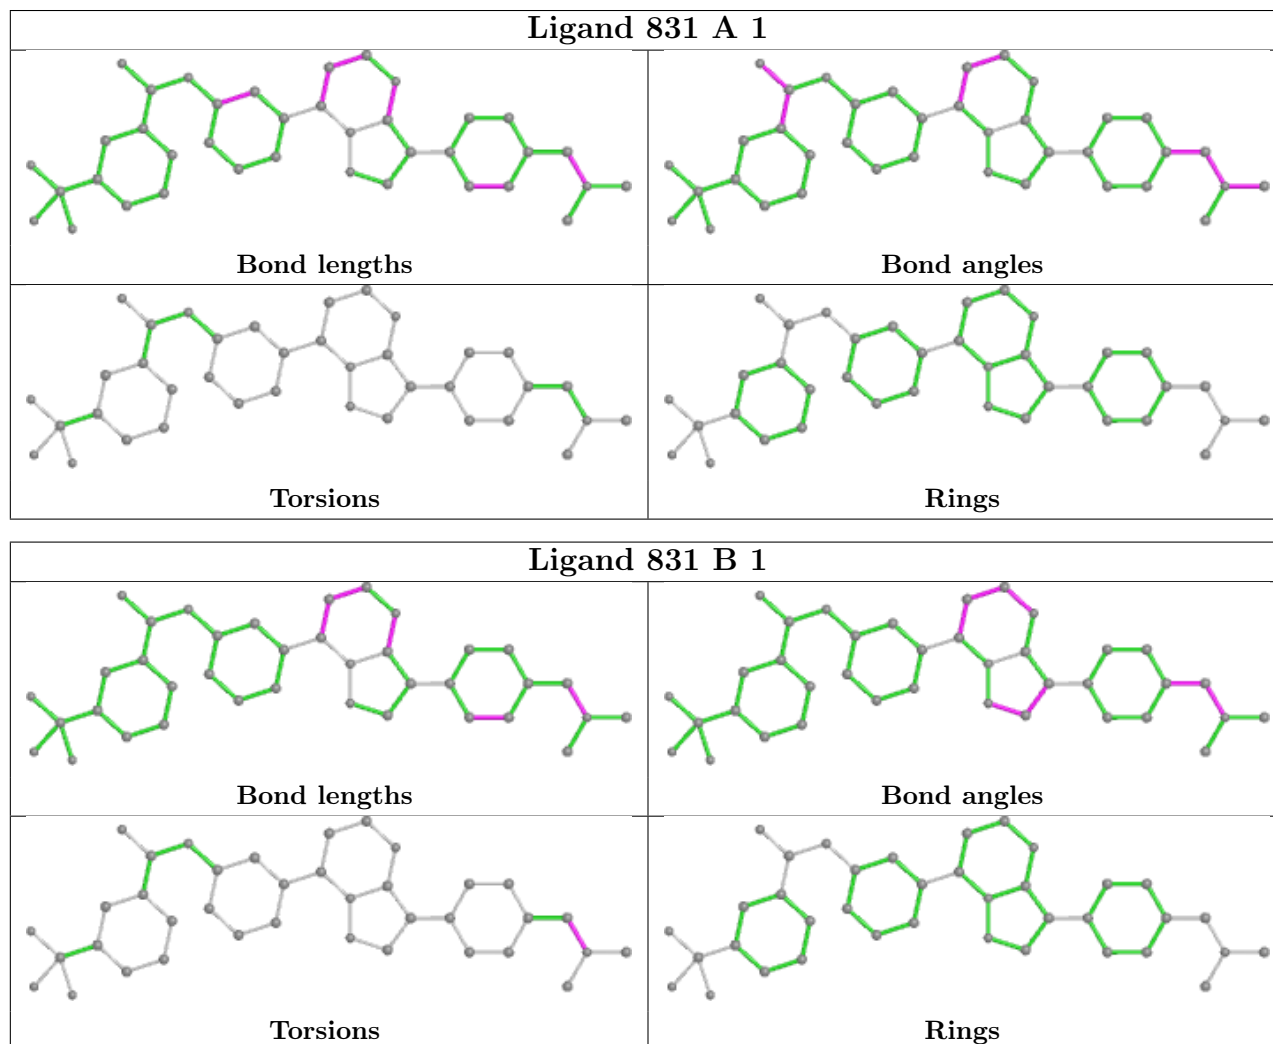 Ligand 831 A 1
Bond lengths
Bond angles
Torsions
Rings
Ligand 831 B 1
Bond lengths
Bond angles
Torsions
Rings